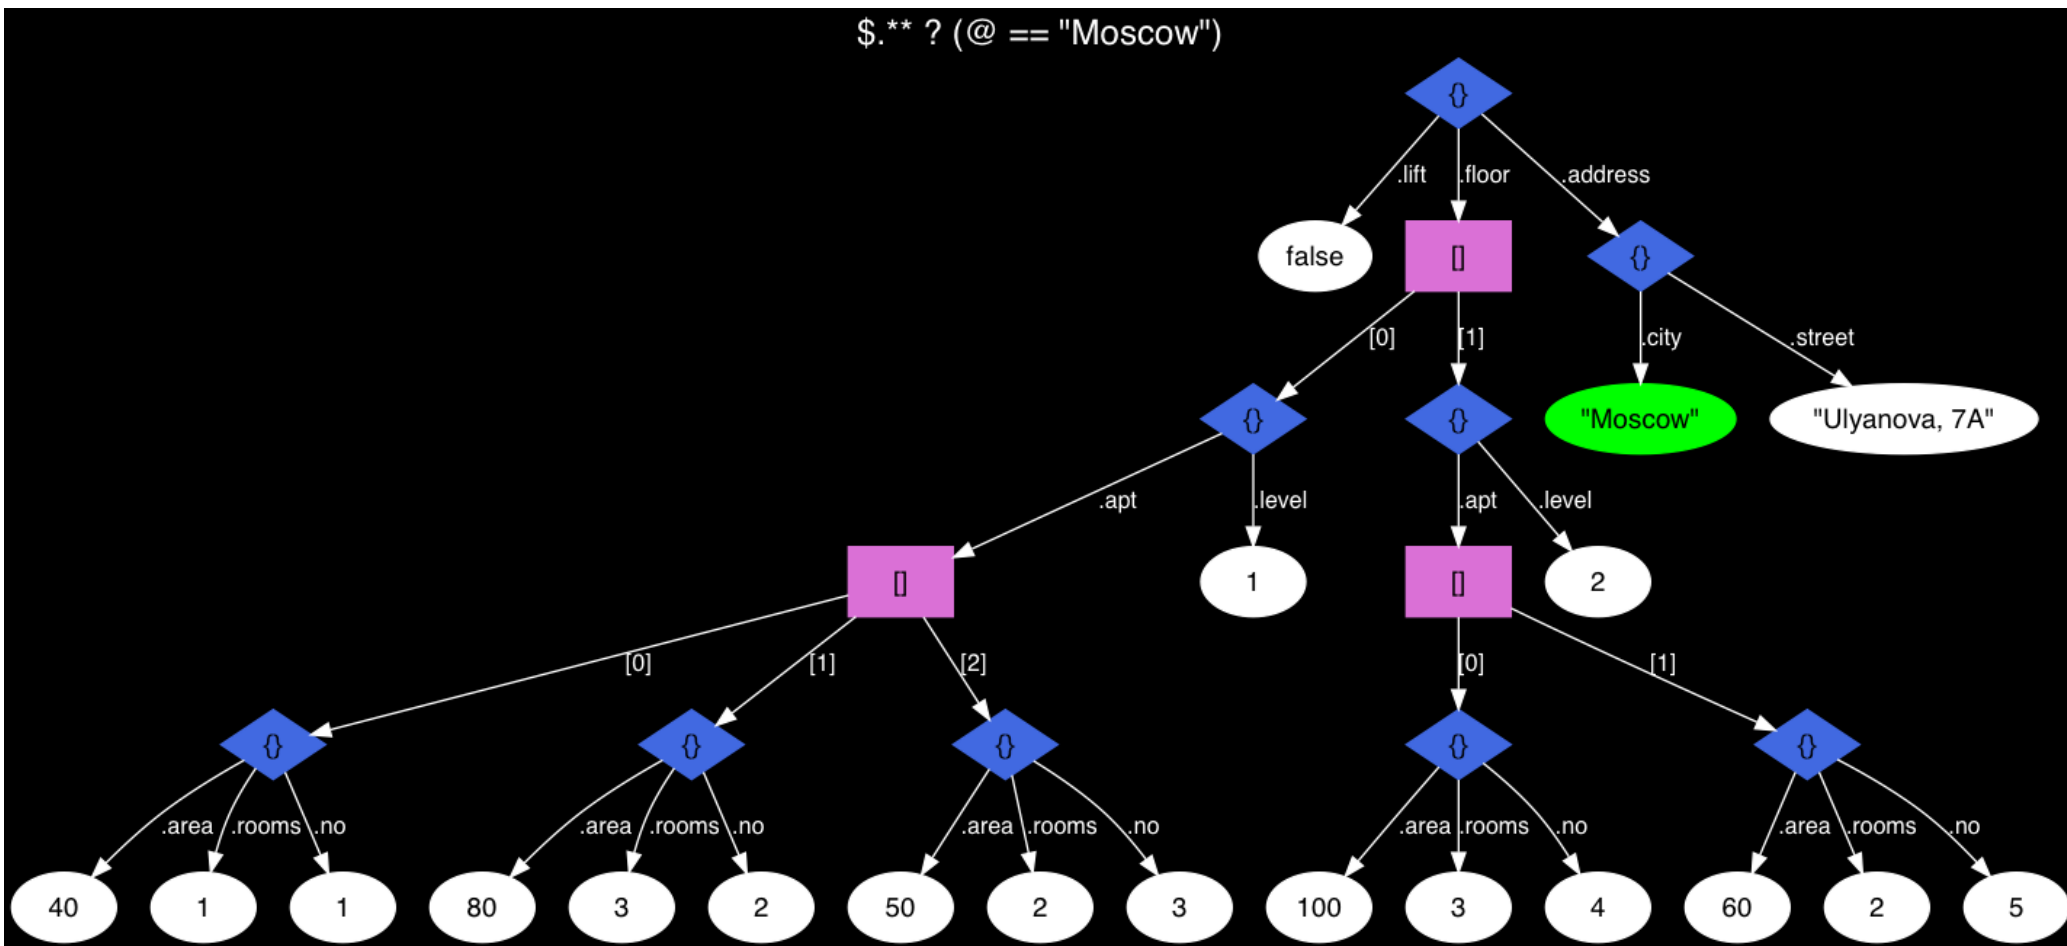 $.** ? (@ == "Moscow")
{}
.lift .floor .address
false [] {}
[0] [1] .city .street
{} {} "Moscow" "Ulyanova, 7A"
.apt .level .apt .level
[] 1 [] 2
[0] [1] [2] [0] [1]
{} {} {} {} {}
.area .rooms .no .area .rooms .no .area .rooms .no .area .rooms .no .area .rooms .no
40 1 1 80 3 2 50 2 3 100 3 4 60 2 5